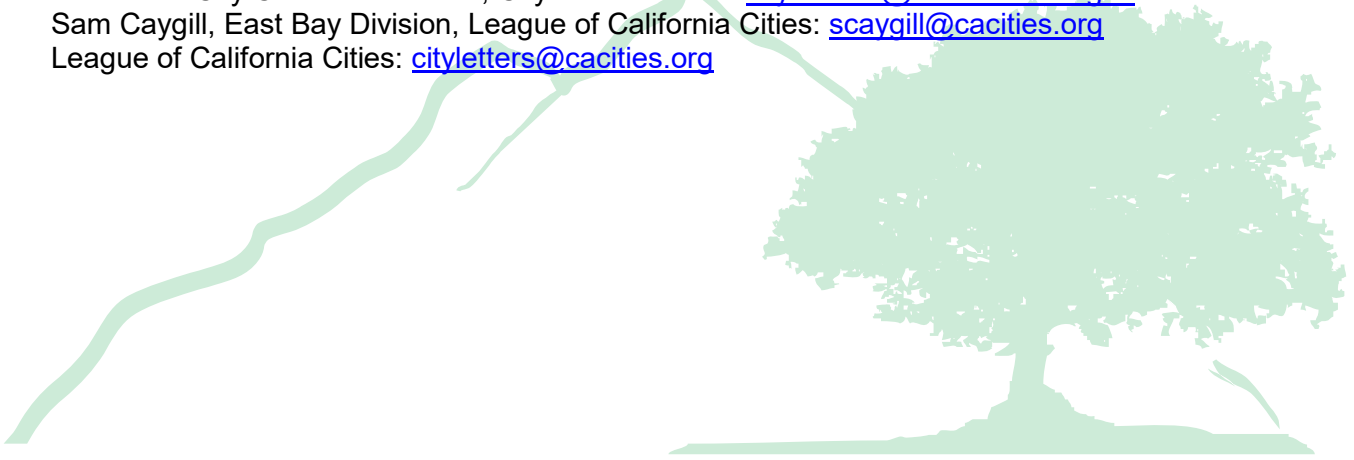 Sam Caygill, East Bay Division, League of California Cities: scaygill@cacities.org
League of California Cities: cityletters@cacities.org